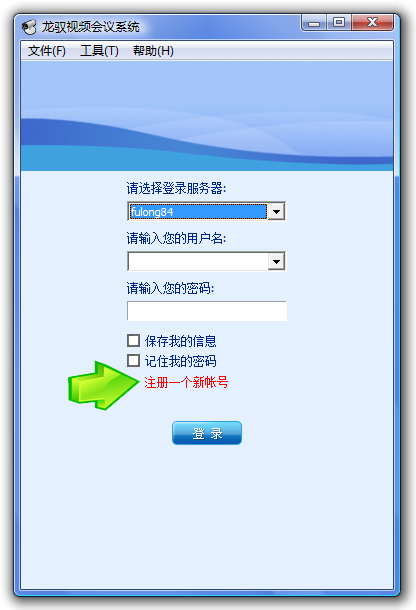 龙驭视频会议系统
文件(F) 工具(T) 帮助(H)
请选择登录服务器:
fulong84
请输入您的用户名:
请输入您的密码:
保存我的信息
记住我的密码
注册一个新帐号
登 录